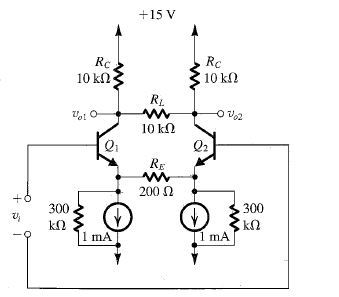 +15 V
R_C
10 kΩ
R_C
10 kΩ
R_L
v_o1
v_o2
10 kΩ
Q_1
Q_2
R_E
200 Ω
+
v_i
−
300
kΩ
1 mA
1 mA
300
kΩ